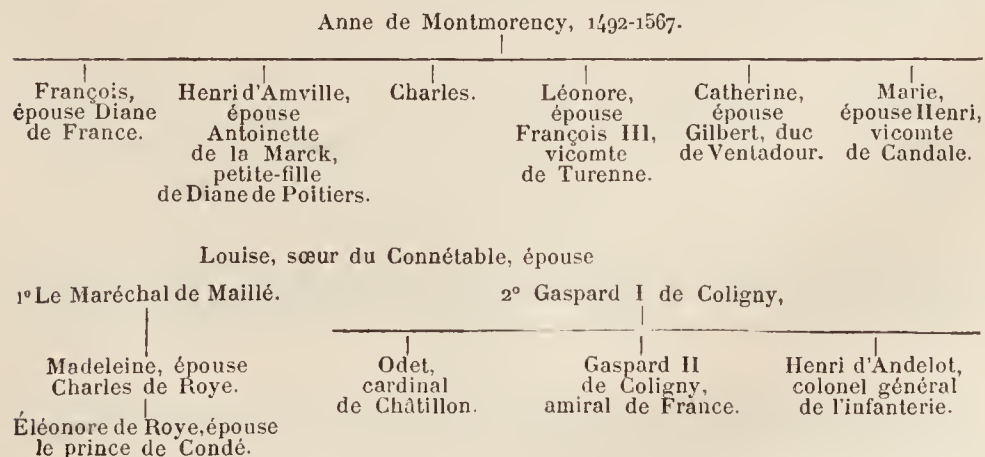 Anne de Montmorency, 1492-1567.
François,
épouse Diane
de France.
Henri d'Amville,
épouse
Antoinette
de la Marck,
petite-fille
de Diane de Poitiers.
Charles.
Léonore,
épouse
François III,
vicomte
de Turenne.
Catherine,
épouse
Gilbert, duc
de Ventadour.
Marie,
épouse Henri,
vicomte
de Candale.
Louise, sœur du Connétable, épouse
1º Le Maréchal de Maillé.
Madeleine, épouse
Charles de Roye.
Éléonore de Roye, épouse
le prince de Condé.
2º Gaspard I de Coligny,
Odet,
cardinal
de Châtillon.
Gaspard II
de Coligny,
amiral de France.
Henri d'Andelot,
colonel général
de l'infanterie.